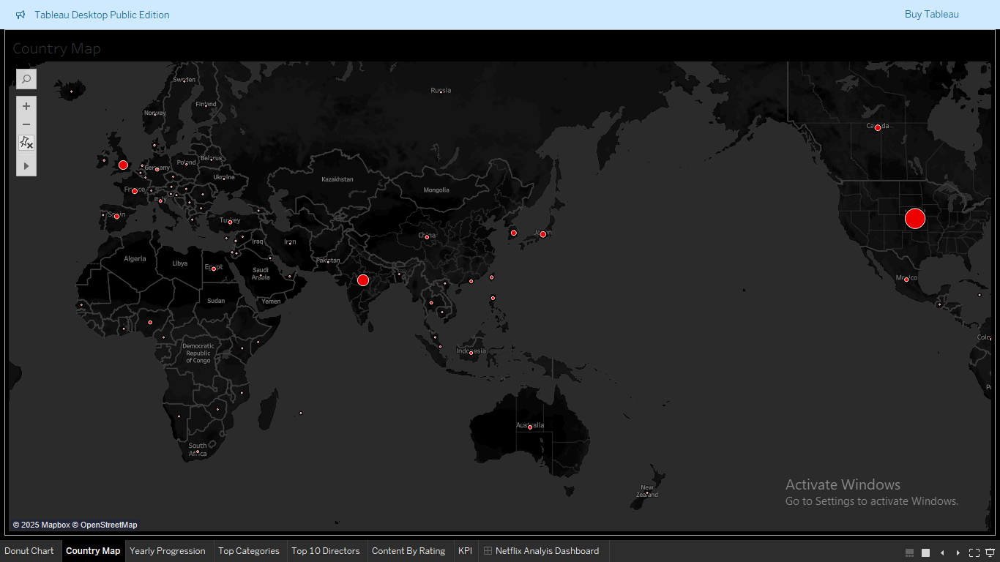 Tableau Desktop Public Edition
Buy Tableau
Country Map
Sweden
Russia
Finland
Norway
Canada
Poland
Belarus
Germany
Ukraine
Kazakhstan
France
Mongolia
Italy
Spain
Turkey
China
Japan
Iraq
Iran
Algeria
Libya
Pakistan
Egypt
Saudi
Arabia
Mexico
Sudan
Yemen
Democratic
Republic
of Congo
Indonesia
Australia
South
Africa
New
Zealand
Activate Windows
Go to Settings to activate Windows.
© 2025 Mapbox © OpenStreetMap
Donut Chart
Country Map
Yearly Progression
Top Categories
Top 10 Directors
Content By Rating
KPI
Netflix Analyis Dashboard